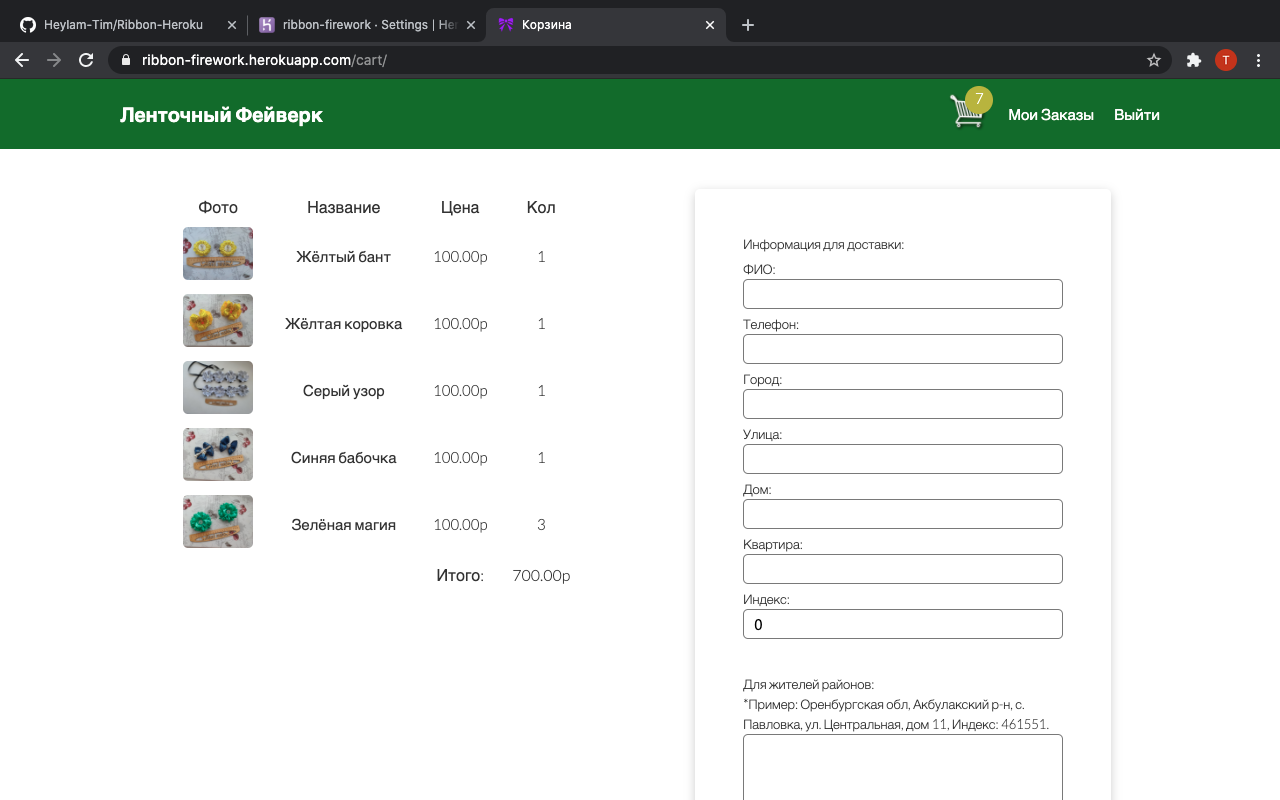 Heylam-Tim/Ribbon-Heroku
ribbon-firework · Settings | Her
Корзина
ribbon-firework.herokuapp.com/cart/
T
Ленточный Фейверк
7
Мои Заказы
Выйти
Фото Название Цена Кол
Жёлтый бант 100.00р 1
Жёлтая коровка 100.00р 1
Серый узор 100.00р 1
Синяя бабочка 100.00р 1
Зелёная магия 100.00р 3
Итого: 700.00р
Информация для доставки:
ФИО:
Телефон:
Город:
Улица:
Дом:
Квартира:
Индекс:
0
Для жителей районов:
*Пример: Оренбургская обл, Акбулакский р-н, с.
Павловка, ул. Центральная, дом 11, Индекс: 461551.